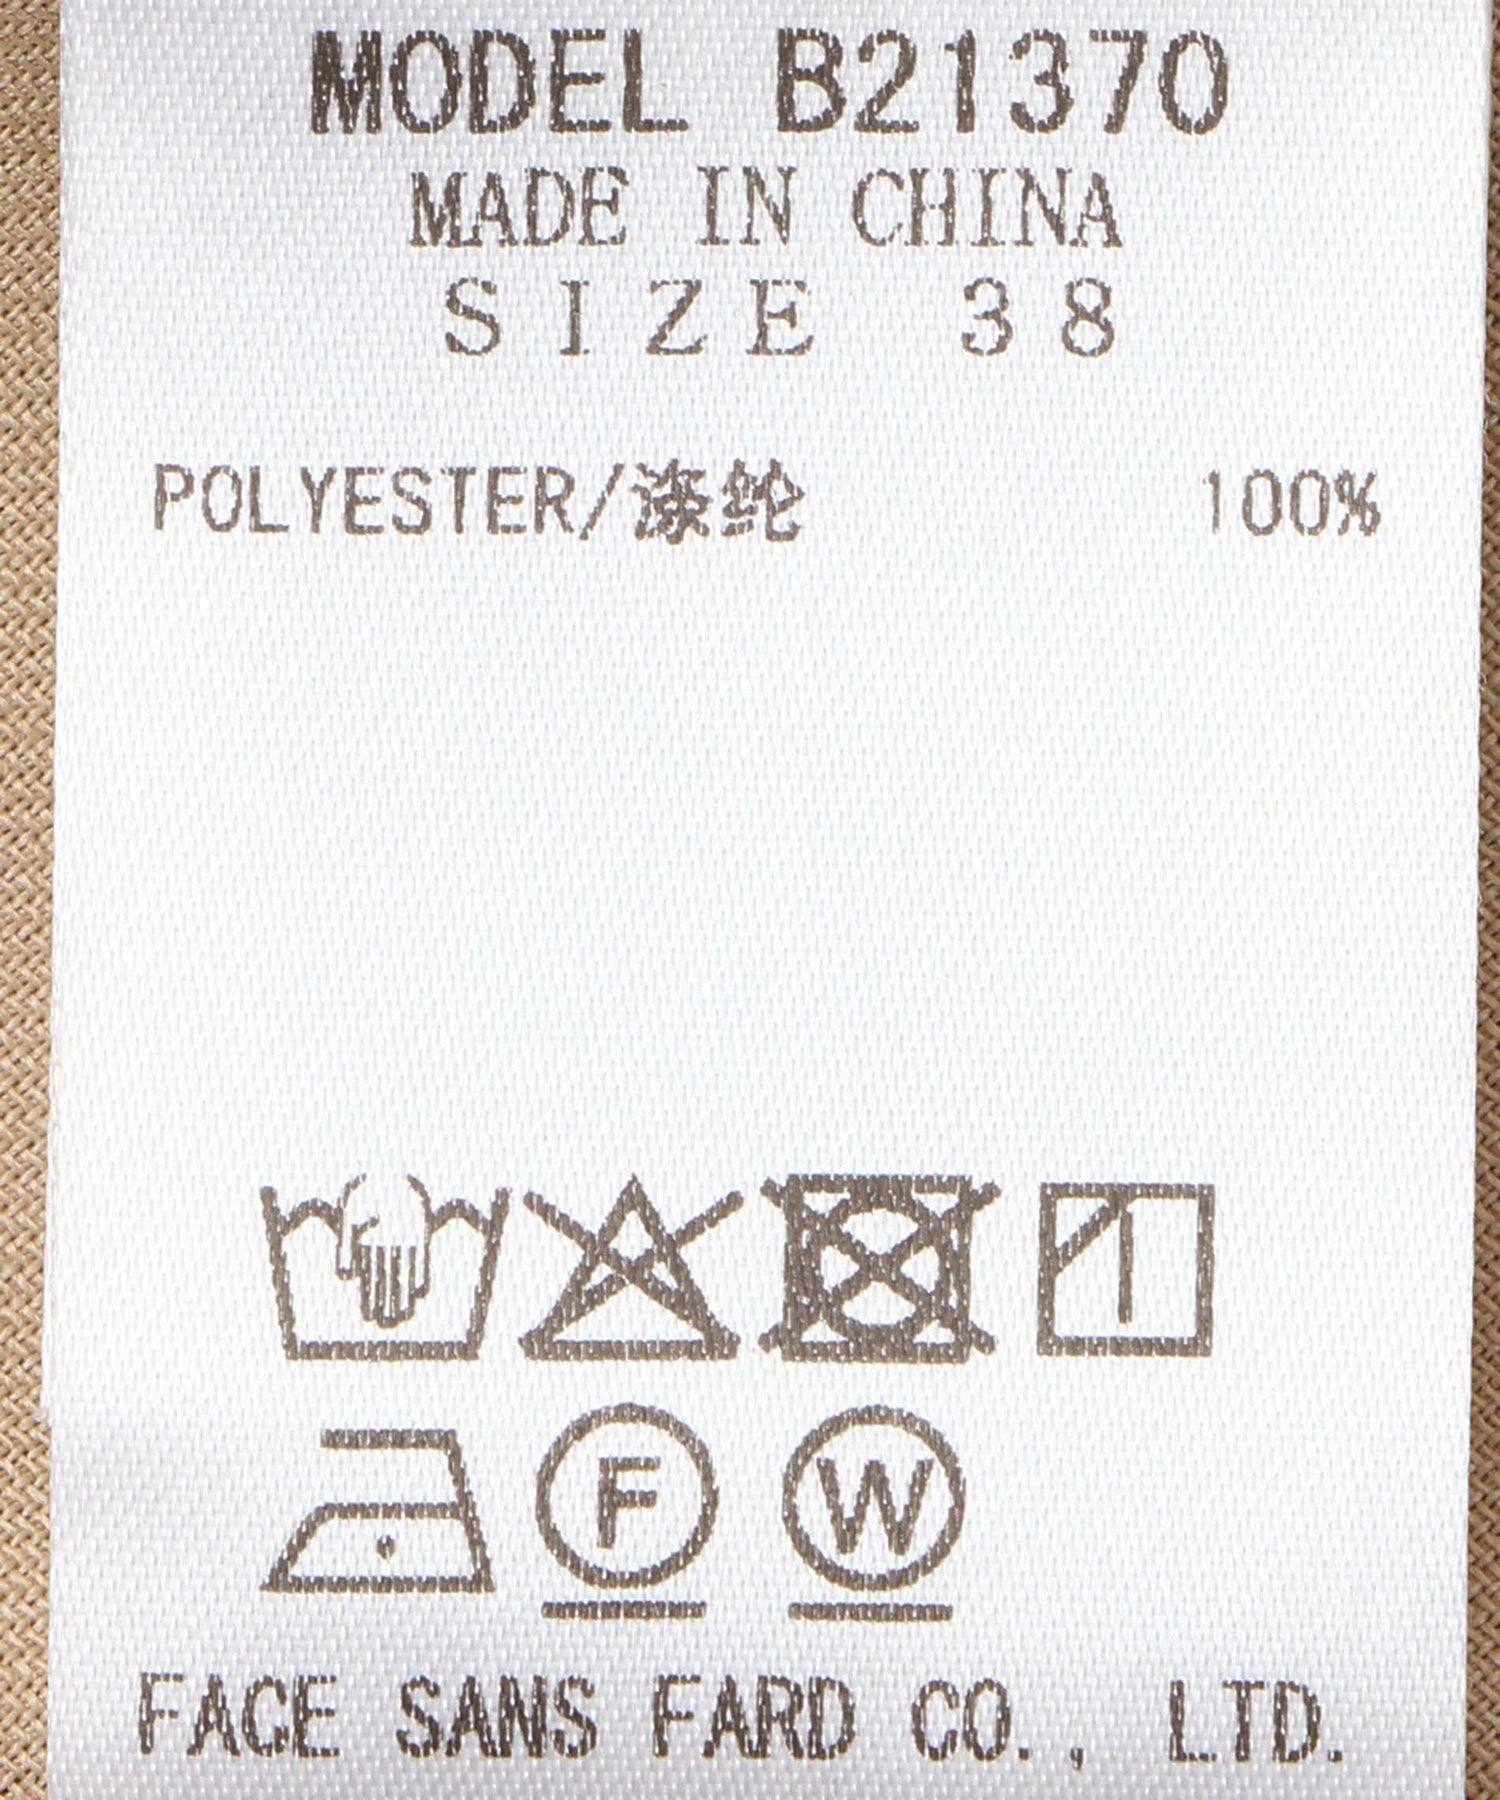 MODEL B21370
MADE IN CHINA
SIZE 38
POLYESTER/涤纶 100%
F W
FACE SANS FARD CO., LTD.